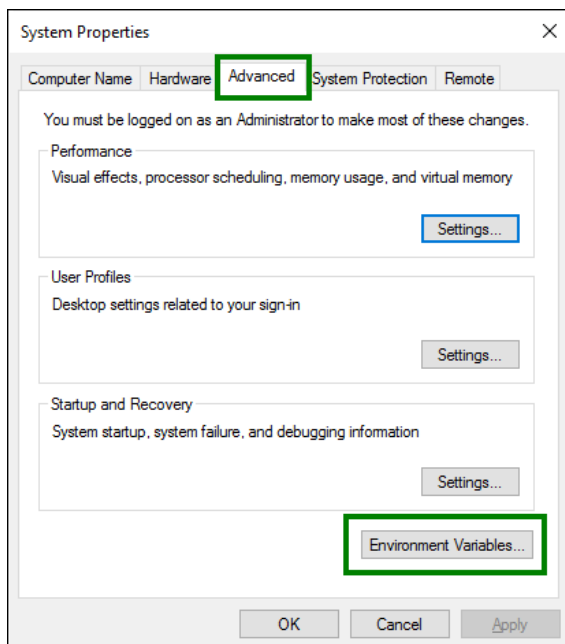 System Properties
Computer Name Hardware Advanced System Protection Remote
You must be logged on as an Administrator to make most of these changes.
Performance
Visual effects, processor scheduling, memory usage, and virtual memory
Settings...
User Profiles
Desktop settings related to your sign-in
Settings...
Startup and Recovery
System startup, system failure, and debugging information
Settings...
Environment Variables...
OK Cancel Apply